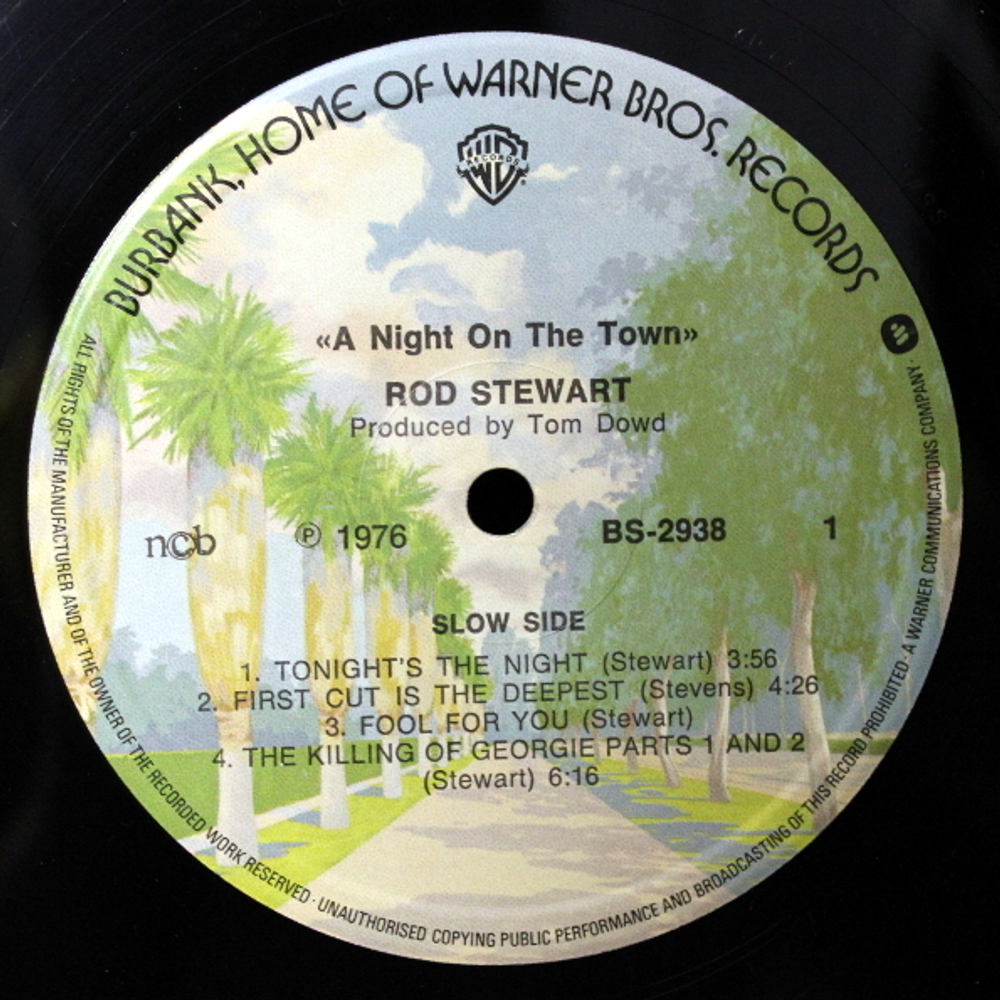 BURBANK, HOME OF WARNER BROS. RECORDS
RECORDS
«A Night On The Town»
ROD STEWART
Produced by Tom Dowd
ncb ℗ 1976 BS-2938 1
SLOW SIDE
1. TONIGHT'S THE NIGHT (Stewart) 3:56
2. FIRST CUT IS THE DEEPEST (Stevens) 4:26
3. FOOL FOR YOU (Stewart)
4. THE KILLING OF GEORGIE PARTS 1 AND 2
(Stewart) 6:16
ALL RIGHTS OF THE MANUFACTURER AND OF THE OWNER OF THE RECORDED WORK RESERVED · UNAUTHORISED COPYING PUBLIC PERFORMANCE AND BROADCASTING OF THIS RECORD PROHIBITED · A WARNER COMMUNICATIONS COMPANY ·